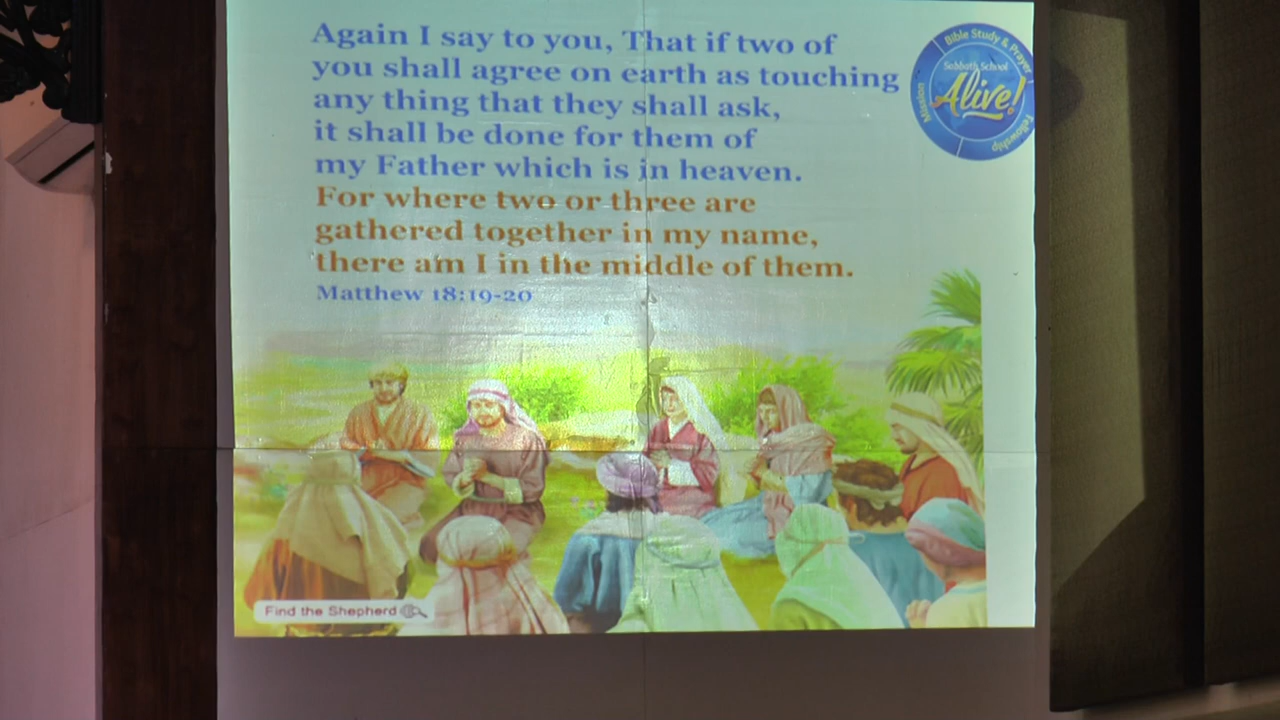 Again I say to you, That if two of
you shall agree on earth as touching
any thing that they shall ask,
it shall be done for them of
my Father which is in heaven.
For where two or three are
gathered together in my name,
there am I in the middle of them.
Matthew 18:19-20
Bible Study & Prayer
Sabbath School
Alive!
Mission
Fellowship
Find the Shepherd